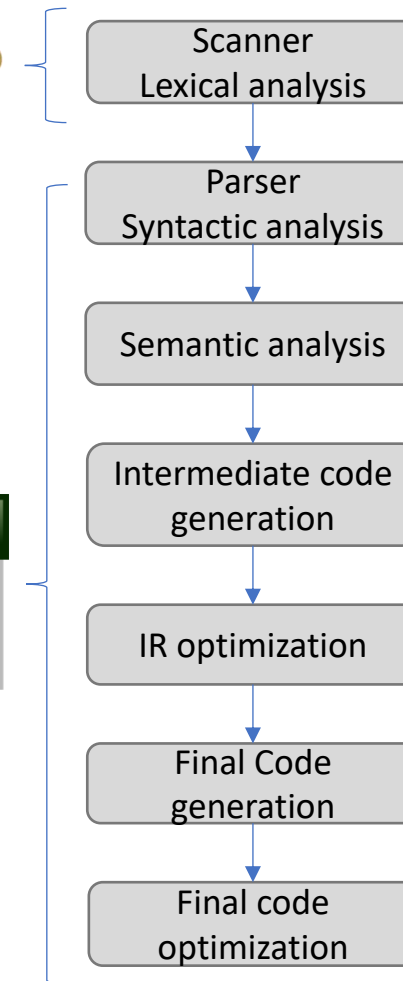 Scanner
Lexical analysis
Parser
Syntactic analysis
Semantic analysis
Intermediate code
generation
IR optimization
Final Code
generation
Final code
optimization